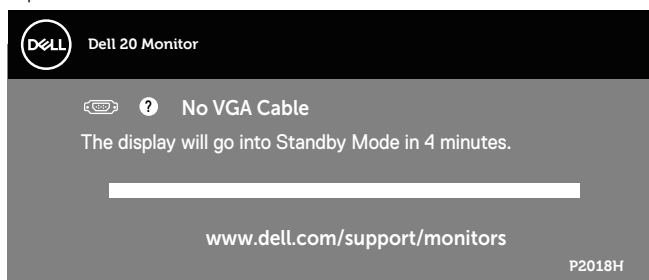 DELL Dell 20 Monitor
? No VGA Cable
The display will go into Standby Mode in 4 minutes.
www.dell.com/support/monitors
P2018H